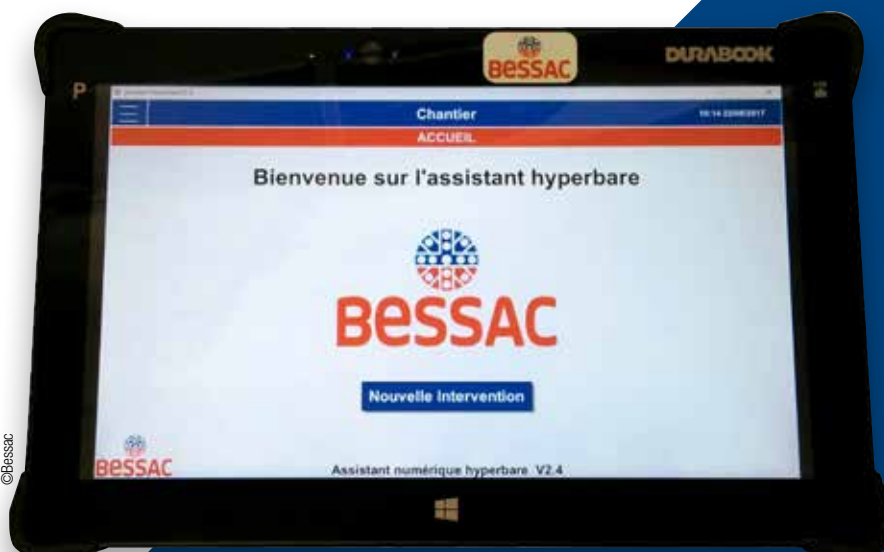 BESSAC
DURABOOK
P
Chantier
ACCUEIL
Bienvenue sur l'assistant hyperbare
BESSAC
Nouvelle Intervention
BESSAC
Assistant numérique hyperbare V2.4
©Bessac